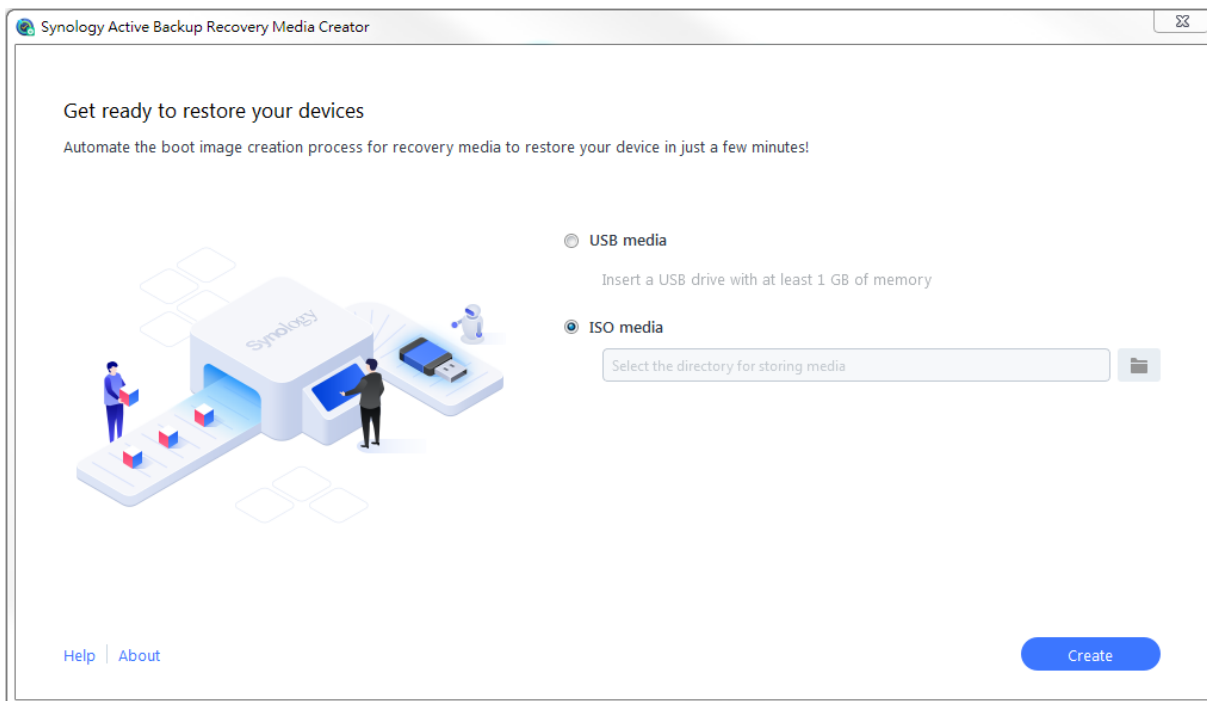 Synology Active Backup Recovery Media Creator
Get ready to restore your devices
Automate the boot image creation process for recovery media to restore your device in just a few minutes!
Synology
USB media
Insert a USB drive with at least 1 GB of memory
ISO media
Select the directory for storing media
Help
About
Create